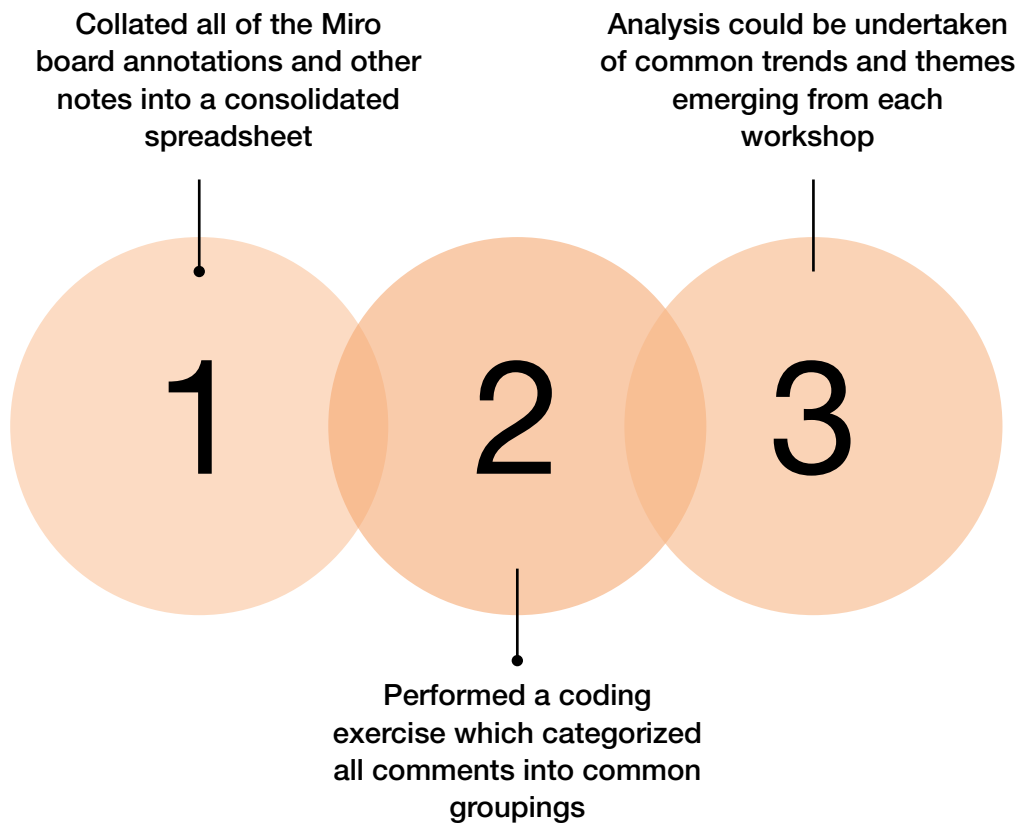 Collated all of the Miro
board annotations and other
notes into a consolidated
spreadsheet
Analysis could be undertaken
of common trends and themes
emerging from each
workshop
1
2
3
Performed a coding
exercise which categorized
all comments into common
groupings